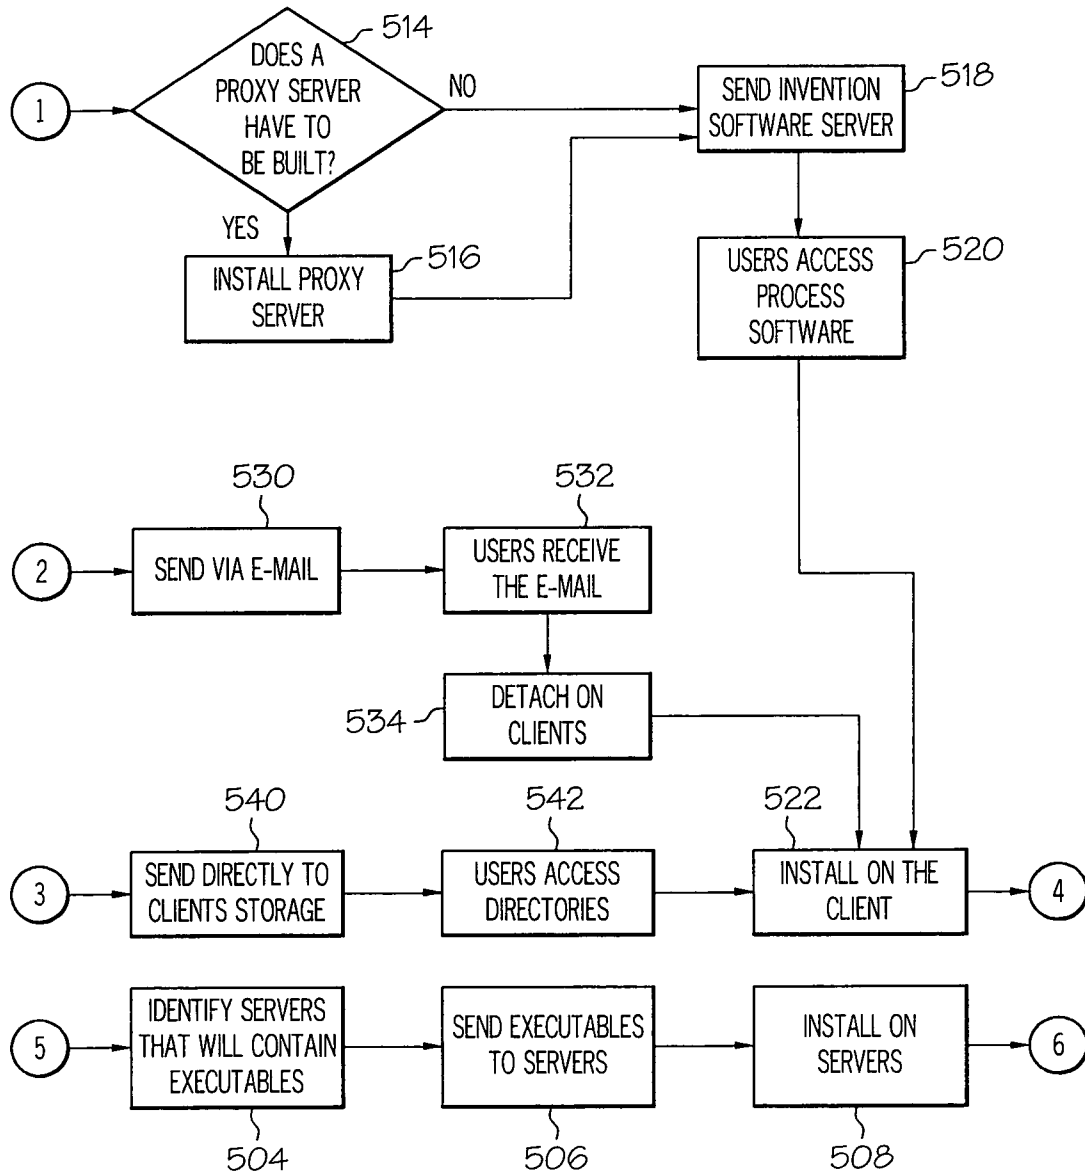 514
DOES A
PROXY SERVER
HAVE TO
BE BUILT?
1
NO
SEND INVENTION
SOFTWARE SERVER
518
YES
INSTALL PROXY
SERVER
516
USERS ACCESS
PROCESS
SOFTWARE
520
530
532
2
SEND VIA E-MAIL
USERS RECEIVE
THE E-MAIL
534
DETACH ON
CLIENTS
540
542
522
3
SEND DIRECTLY TO
CLIENTS STORAGE
USERS ACCESS
DIRECTORIES
INSTALL ON THE
CLIENT
4
5
IDENTIFY SERVERS
THAT WILL CONTAIN
EXECUTABLES
SEND EXECUTABLES
TO SERVERS
INSTALL ON
SERVERS
6
504
506
508